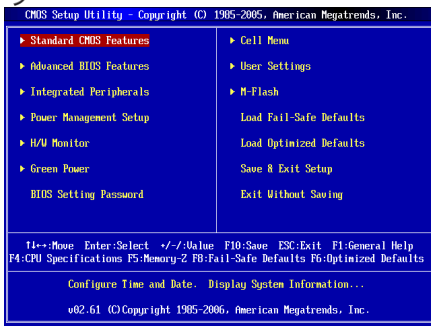 CMOS Setup Utility - Copyright (C) 1985-2005, American Megatrends, Inc.
▶ Standard CMOS Features
▶ Advanced BIOS Features
▶ Integrated Peripherals
▶ Power Management Setup
▶ H/W Monitor
▶ Green Power
BIOS Setting Password
▶ Cell Menu
▶ User Settings
▶ M-Flash
Load Fail-Safe Defaults
Load Optimized Defaults
Save & Exit Setup
Exit Without Saving
↑↓←→:Move Enter:Select +/-/:Value F10:Save ESC:Exit F1:General Help
F4:CPU Specifications F5:Memory-Z F8:Fail-Safe Defaults F6:Optimized Defaults
Configure Time and Date. Display System Information...
v02.61 (C)Copyright 1985-2006, American Megatrends, Inc.